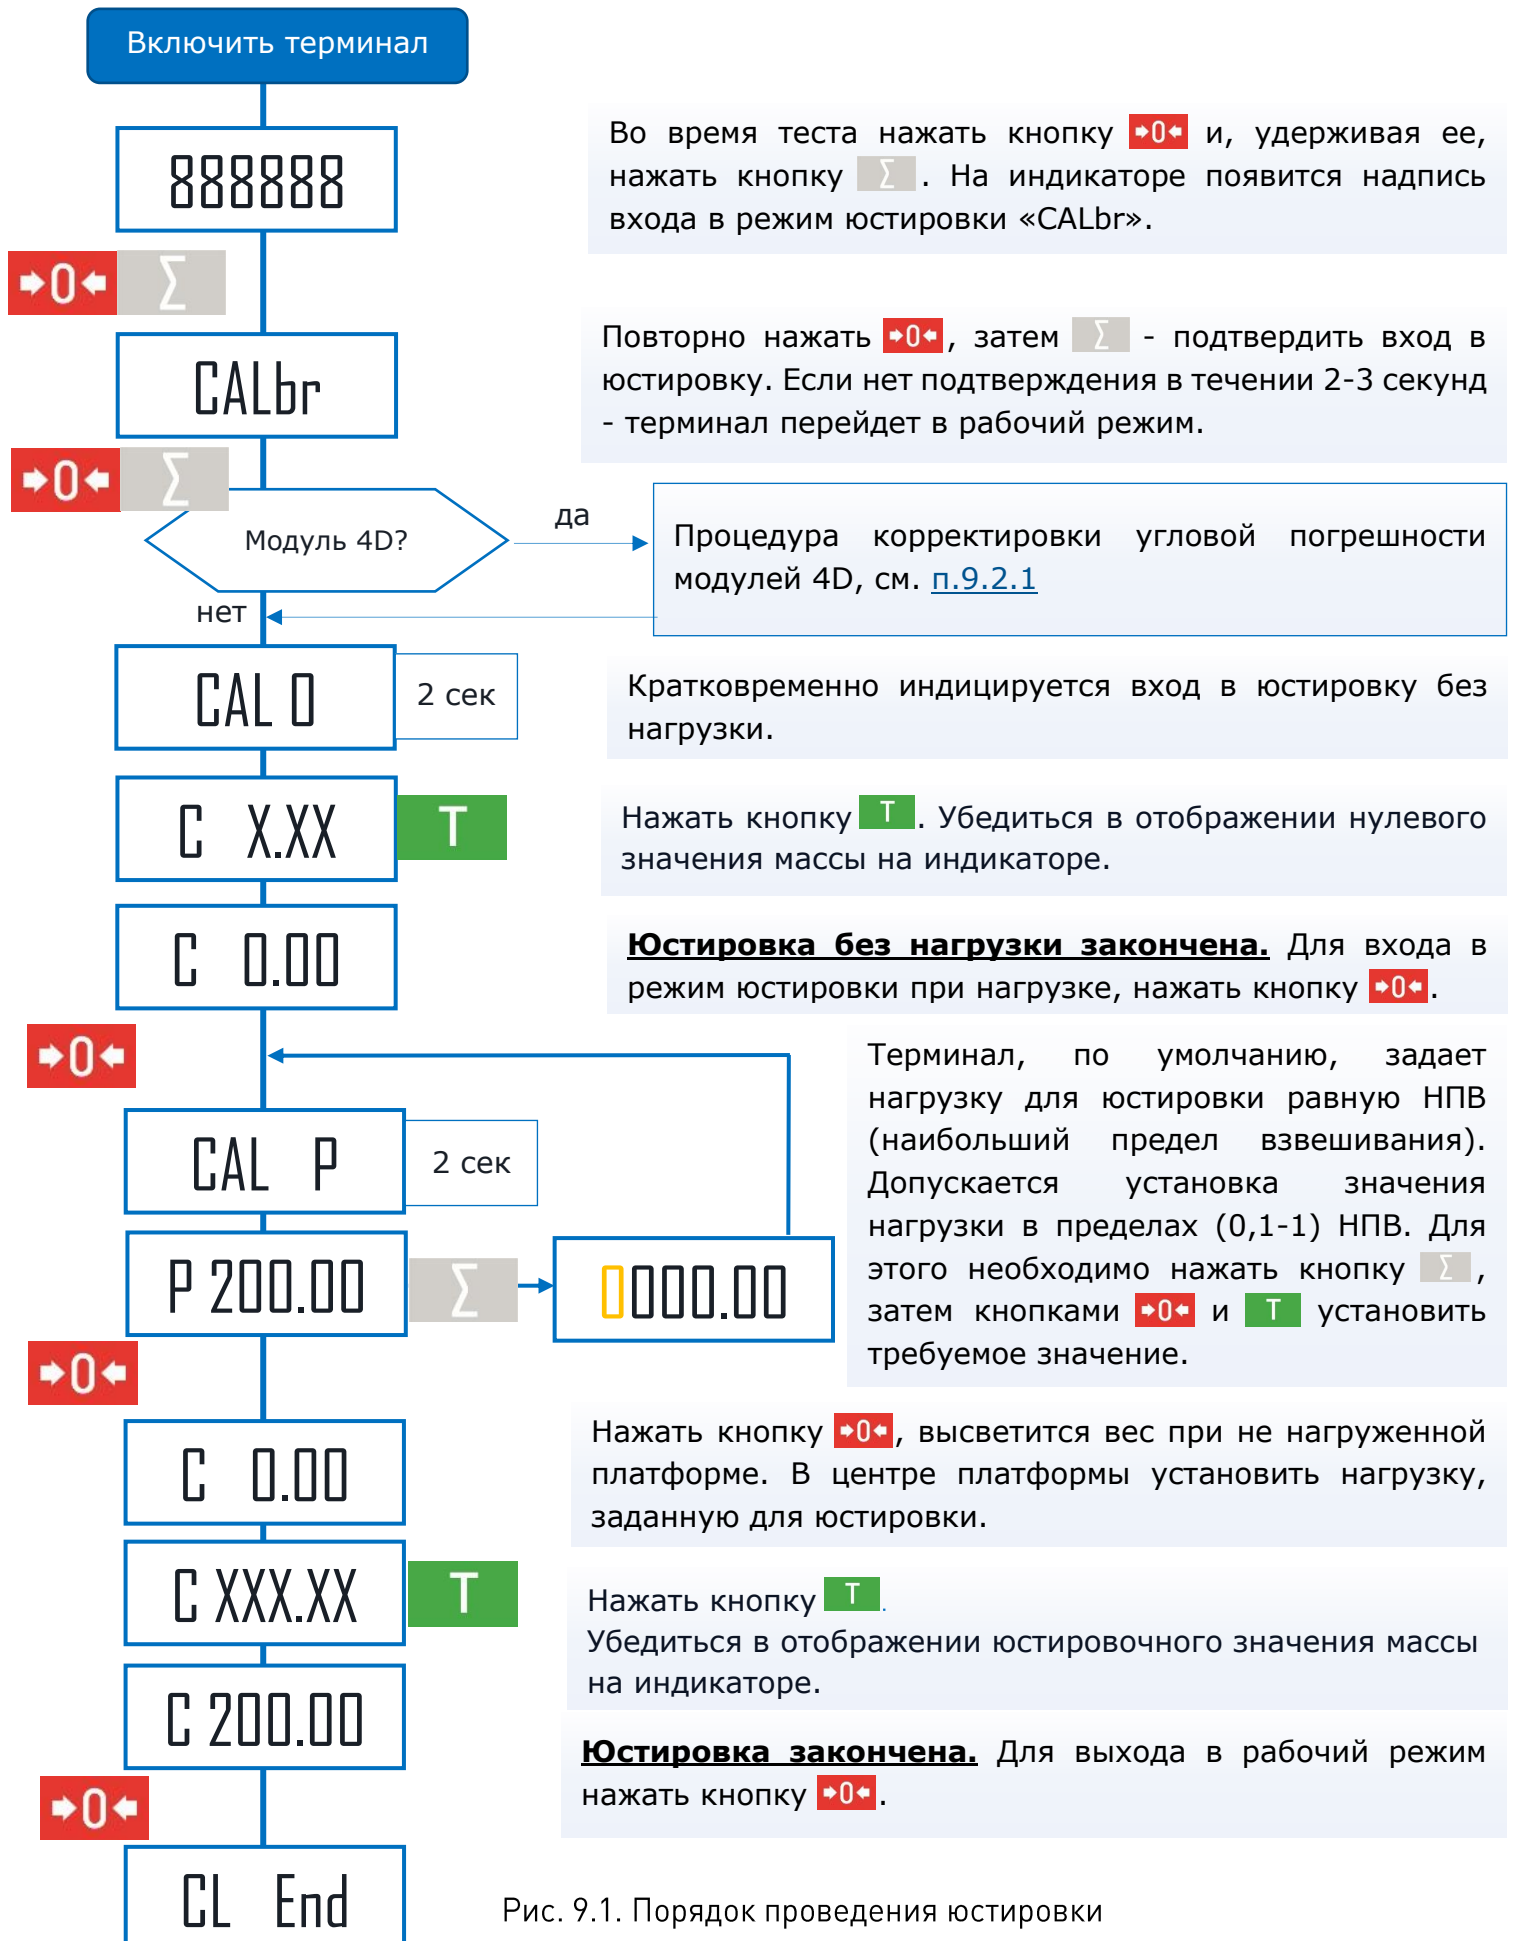 Включить терминал
888888
Во время теста нажать кнопку →0← и, удерживая ее,
нажать кнопку Σ . На индикаторе появится надпись
входа в режим юстировки «CALbr».
→0← Σ
CALbr
Повторно нажать →0←, затем Σ - подтвердить вход в
юстировку. Если нет подтверждения в течении 2-3 секунд
- терминал перейдет в рабочий режим.
→0← Σ
Модуль 4D?
да
Процедура корректировки угловой погрешности
модулей 4D, см. п.9.2.1
нет
CAL 0
2 сек
Кратковременно индицируется вход в юстировку без
нагрузки.
C X.XX
T
Нажать кнопку T . Убедиться в отображении нулевого
значения массы на индикаторе.
C 0.00
Юстировка без нагрузки закончена. Для входа в
режим юстировки при нагрузке, нажать кнопку →0←.
→0←
CAL P
2 сек
P 200.00
Σ
0000.00
Терминал, по умолчанию, задает
нагрузку для юстировки равную НПВ
(наибольший предел взвешивания).
Допускается установка значения
нагрузки в пределах (0,1-1) НПВ. Для
этого необходимо нажать кнопку Σ ,
затем кнопками →0← и T установить
требуемое значение.
→0←
C 0.00
Нажать кнопку →0←, высветится вес при не нагруженной
платформе. В центре платформы установить нагрузку,
заданную для юстировки.
C XXX.XX
T
Нажать кнопку T .
Убедиться в отображении юстировочного значения массы
на индикаторе.
C 200.00
Юстировка закончена. Для выхода в рабочий режим
нажать кнопку →0←.
→0←
CL End
Рис. 9.1. Порядок проведения юстировки